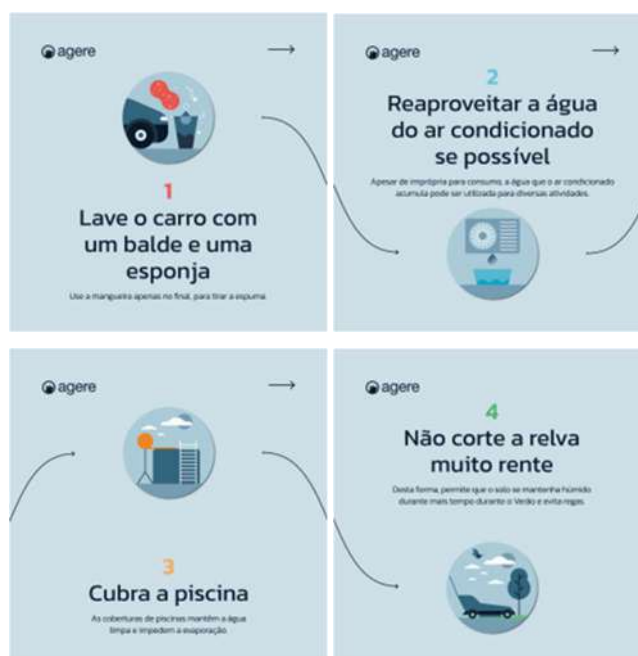 agere
1
Lave o carro com
um balde e uma
esponja
Use a mangueira apenas no final, para tirar a espuma.
agere
2
Reaproveitar a água
do ar condicionado
se possível
Apesar de imprópria para consumo, a água que o ar condicionado
acumula pode ser utilizada para diversas atividades.
agere
3
Cubra a piscina
As coberturas de piscinas mantêm a água
limpa e impedem a evaporação.
agere
4
Não corte a relva
muito rente
Desta forma, permite que o solo se mantenha húmido
durante mais tempo durante o Verão e evita regas.